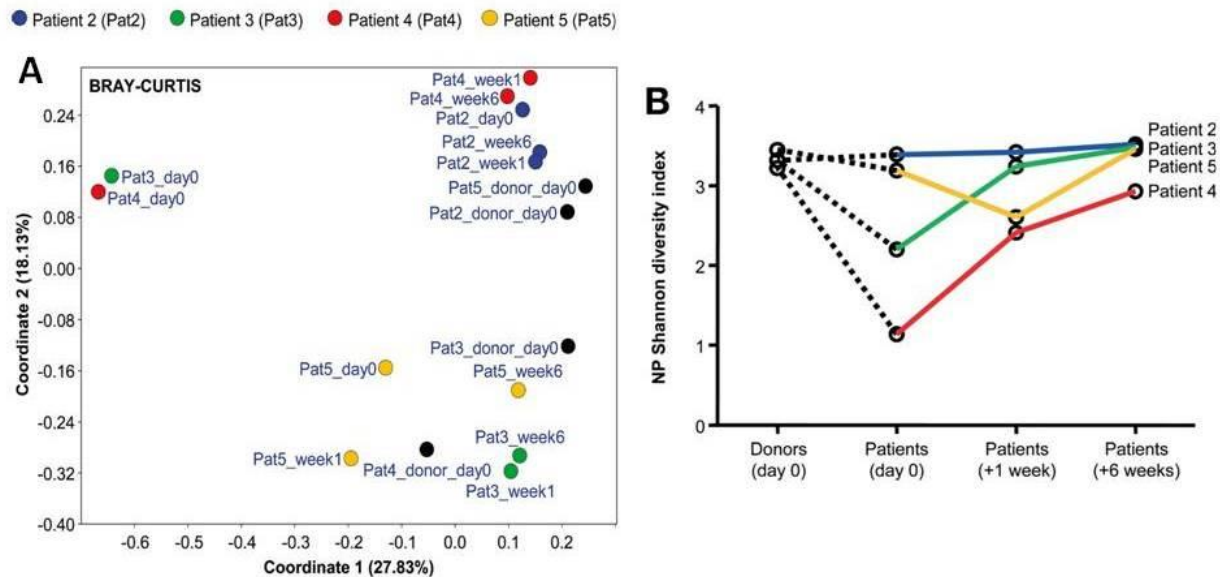 Patient 2 (Pat2) Patient 3 (Pat3) Patient 4 (Pat4) Patient 5 (Pat5)
A
BRAY-CURTIS
Coordinate 2 (18.13%)
0.24
0.16
0.08
0.00
-0.08
-0.16
-0.24
-0.32
-0.40
Pat4_week1
Pat4_week6
Pat2_day0
Pat2_week6
Pat2_week1
Pat3_day0
Pat4_day0
Pat5_donor_day0
Pat2_donor_day0
Pat3_donor_day0
Pat5_day0
Pat5_week6
Pat3_week6
Pat5_week1
Pat4_donor_day0
Pat3_week1
-0.6 -0.5 -0.4 -0.3 -0.2 -0.1 0.0 0.1 0.2
Coordinate 1 (27.83%)
B
NP Shannon diversity index
4
3
2
1
0
Patient 2
Patient 3
Patient 5
Patient 4
Donors
(day 0)
Patients
(day 0)
Patients
(+1 week)
Patients
(+6 weeks)